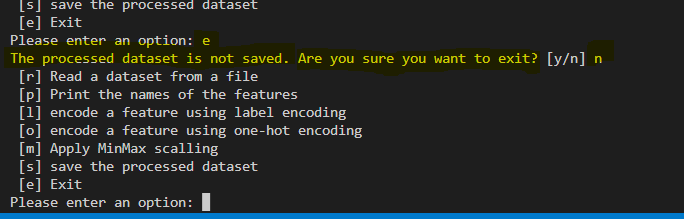 [s] save the processed dataset
[e] Exit
Please enter an option: e
The processed dataset is not saved. Are you sure you want to exit? [y/n] n
[r] Read a dataset from a file
[p] Print the names of the features
[l] encode a feature using label encoding
[o] encode a feature using one-hot encoding
[m] Apply MinMax scalling
[s] save the processed dataset
[e] Exit
Please enter an option: